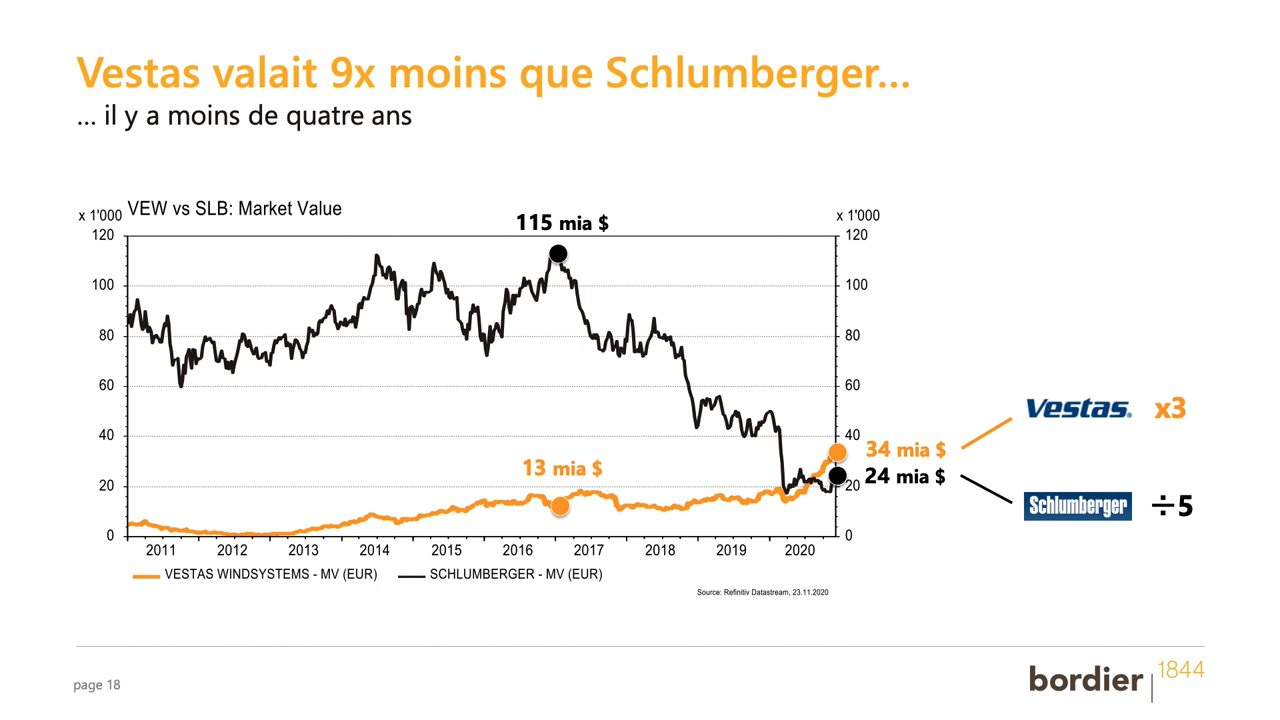 Vestas valait 9x moins que Schlumberger...
... il y a moins de quatre ans
x 1'000 VEW vs SLB: Market Value
115 mia $
x 1'000
120
100
80
60
40
20
0
120
100
80
60
40
20
0
13 mia $
34 mia $
24 mia $
Vestas. x3
Schlumberger ÷5
2011 2012 2013 2014 2015 2016 2017 2018 2019 2020
VESTAS WINDSYSTEMS - MV (EUR) SCHLUMBERGER - MV (EUR)
Source: Refinitiv Datastream, 23.11.2020
page 18
bordier 1844